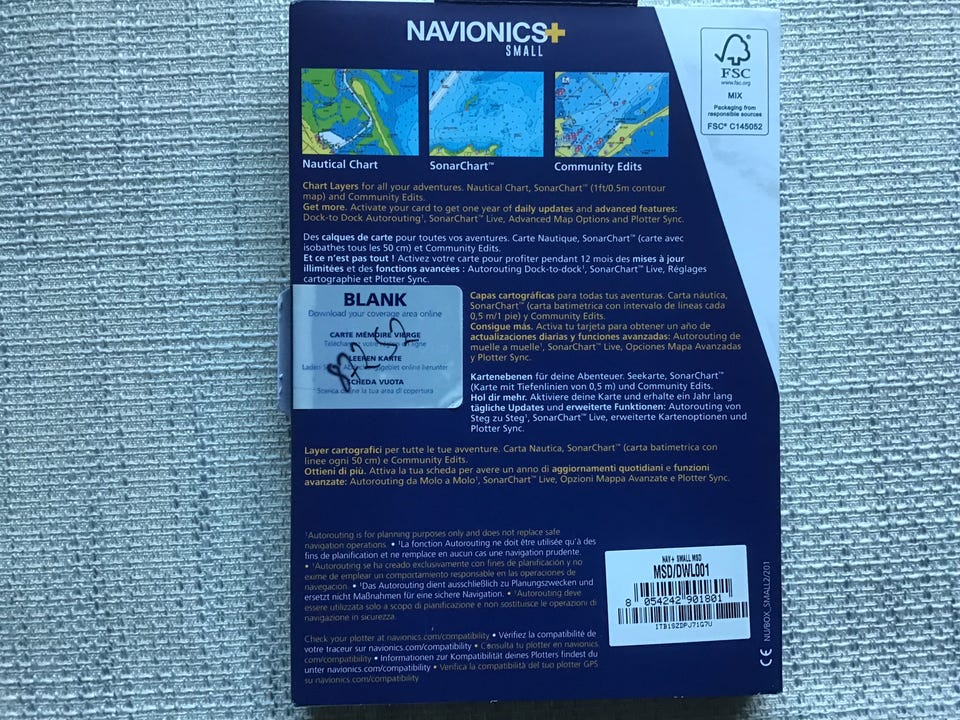 NAVIONICS+
SMALL
FSC
www.fsc.org
MIX
Packaging from
responsible sources
FSC® C145052
Nautical Chart
SonarChart™
Community Edits
Chart Layers for all your adventures. Nautical Chart, SonarChart™ (1ft/0.5m contour
map) and Community Edits.
Get more. Activate your card to get one year of daily updates and advanced features:
Dock-to Dock Autorouting¹, SonarChart™ Live, Advanced Map Options and Plotter Sync.
Des calques de carte pour toutes vos aventures. Carte Nautique, SonarChart™ (carte avec
isobathes tous les 50 cm) et Community Edits.
Et ce n'est pas tout ! Activez votre carte pour profiter pendant 12 mois des mises à jour
illimitées et des fonctions avancées : Autorouting Dock-to-dock¹, SonarChart™ Live, Réglages
cartographie et Plotter Sync.
BLANK
Download your coverage area online
CARTE MÉMOIRE VIERGE
Téléchar votre en ligne
LEEREN KARTE
Laden online herunter
SCHEDA VUOTA
Scarica online la tua area di copertura
Capas cartográficas para todas tus aventuras. Carta náutica,
SonarChart™ (carta batimétrica con intervalo de líneas cada
0,5 m/1 pie) y Community Edits.
Consigue más. Activa tu tarjeta para obtener un año de
actualizaciones diarias y funciones avanzadas: Autorouting de
muelle a muelle¹, SonarChart™ Live, Opciones Mapa Avanzadas
y Plotter Sync.
Kartenebenen für deine Abenteuer. Seekarte, SonarChart™
(Karte mit Tiefenlinien von 0,5 m) und Community Edits.
Hol dir mehr. Aktiviere deine Karte und erhalte ein Jahr lang
tägliche Updates und erweiterte Funktionen: Autorouting von
Steg zu Steg¹, SonarChart™ Live, erweiterte Kartenoptionen und
Plotter Sync.
Layer cartografici per tutte le tue avventure. Carta Nautica, SonarChart™ (carta batimetrica con
linee ogni 50 cm) e Community Edits.
Ottieni di più. Attiva la tua scheda per avere un anno di aggiornamenti quotidiani e funzioni
avanzate: Autorouting da Molo a Molo¹, SonarChart™ Live, Opzioni Mappa Avanzate e Plotter Sync.
¹Autorouting is for planning purposes only and does not replace safe
navigation operations. • ¹La fonction Autorouting ne doit être utilisée qu'à des
fins de planification et ne remplace en aucun cas une navigation prudente.
• ¹Autorouting se ha creado exclusivamente con fines de planificación y no
exime de emplear un comportamiento responsable en las operaciones de
navegación. • ¹Das Autorouting dient ausschließlich zu Planungszwecken und
ersetzt nicht Maßnahmen für eine sichere Navigation. • ¹Autorouting deve
essere utilizzata solo a scopo di pianificazione e non sostituisce le operazioni di
navigazione in sicurezza.
Check your plotter at navionics.com/compatibility • Vérifiez la compatibilité de
votre traceur sur navionics.com/compatibility • Consulta tu plotter en navionics.
com/compatibility • Informationen zur Kompatibilität deines Plotters findest du
unter navionics.com/compatibility • Verifica la compatibilità del tuo plotter GPS
su navionics.com/compatibility
NAV+ SMALL MSD
MSD/DWL001
8 054242 901801
ITB1SZDPJ71G7U
CE NU/BOX_SMALL2/201